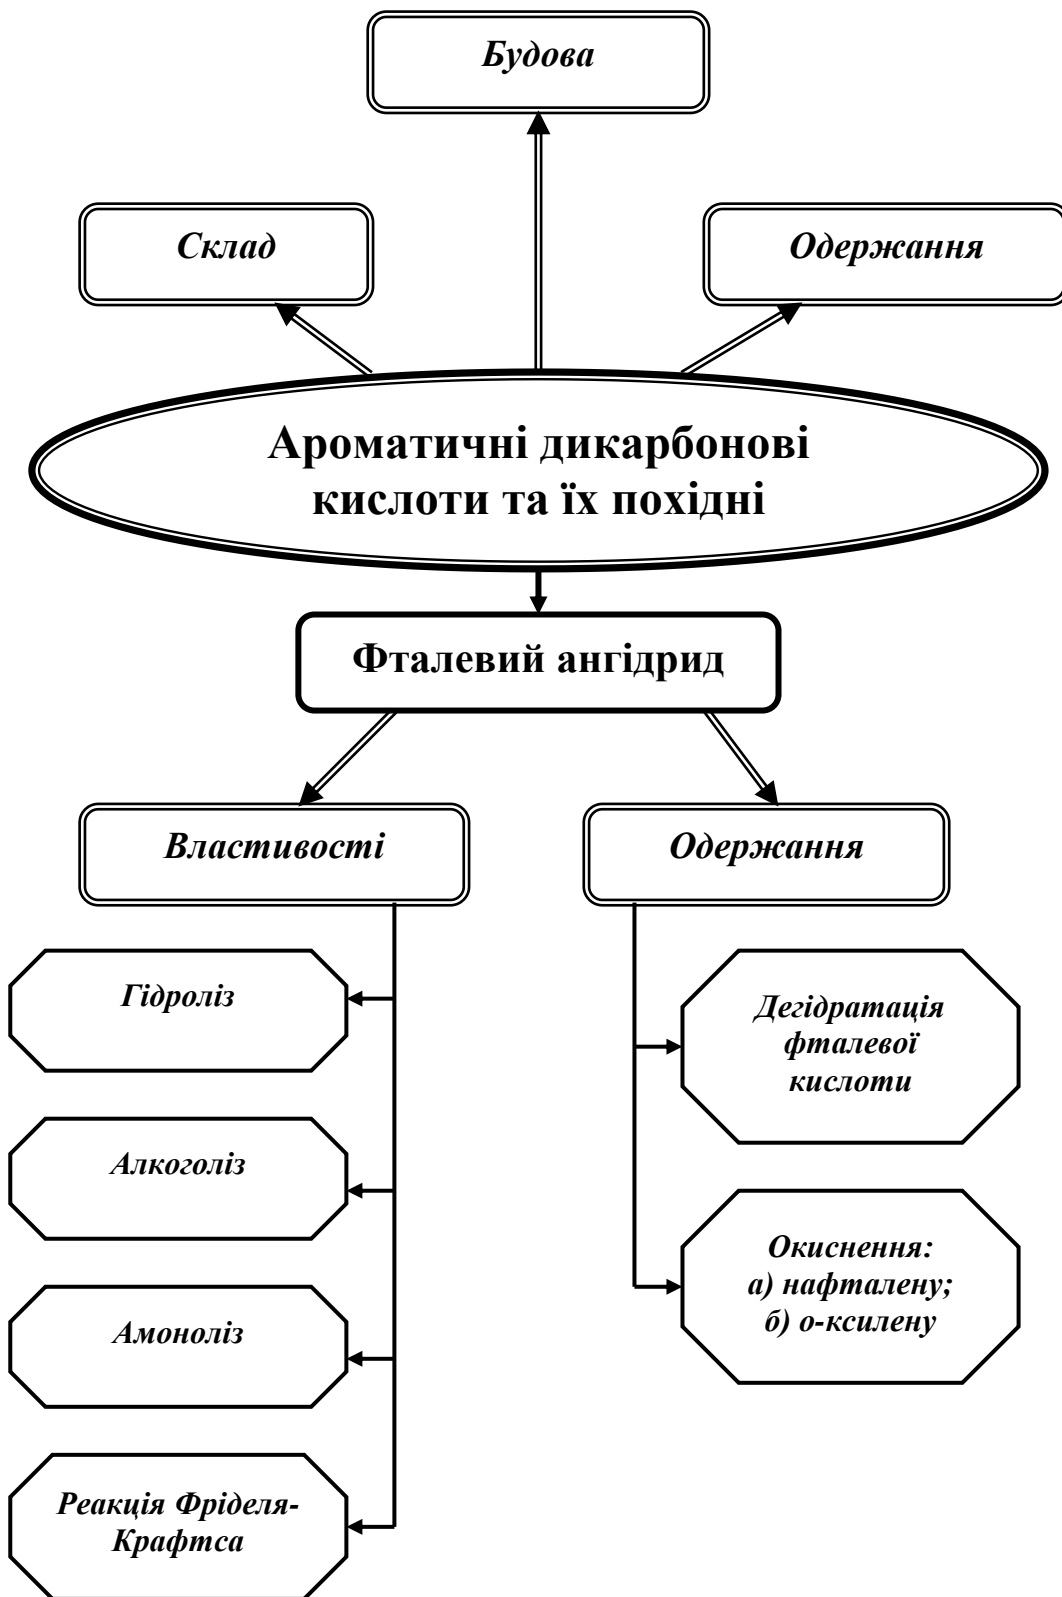 Будова
Склад
Одержання
Ароматичні дикарбонові
кислоти та їх похідні
Фталевий ангідрид
Властивості
Одержання
Гідроліз
Алкоголіз
Амоноліз
Реакція Фріделя-
Крафтса
Дегідратація
фталевої
кислоти
Окиснення:
а) нафталену;
б) о-ксилену